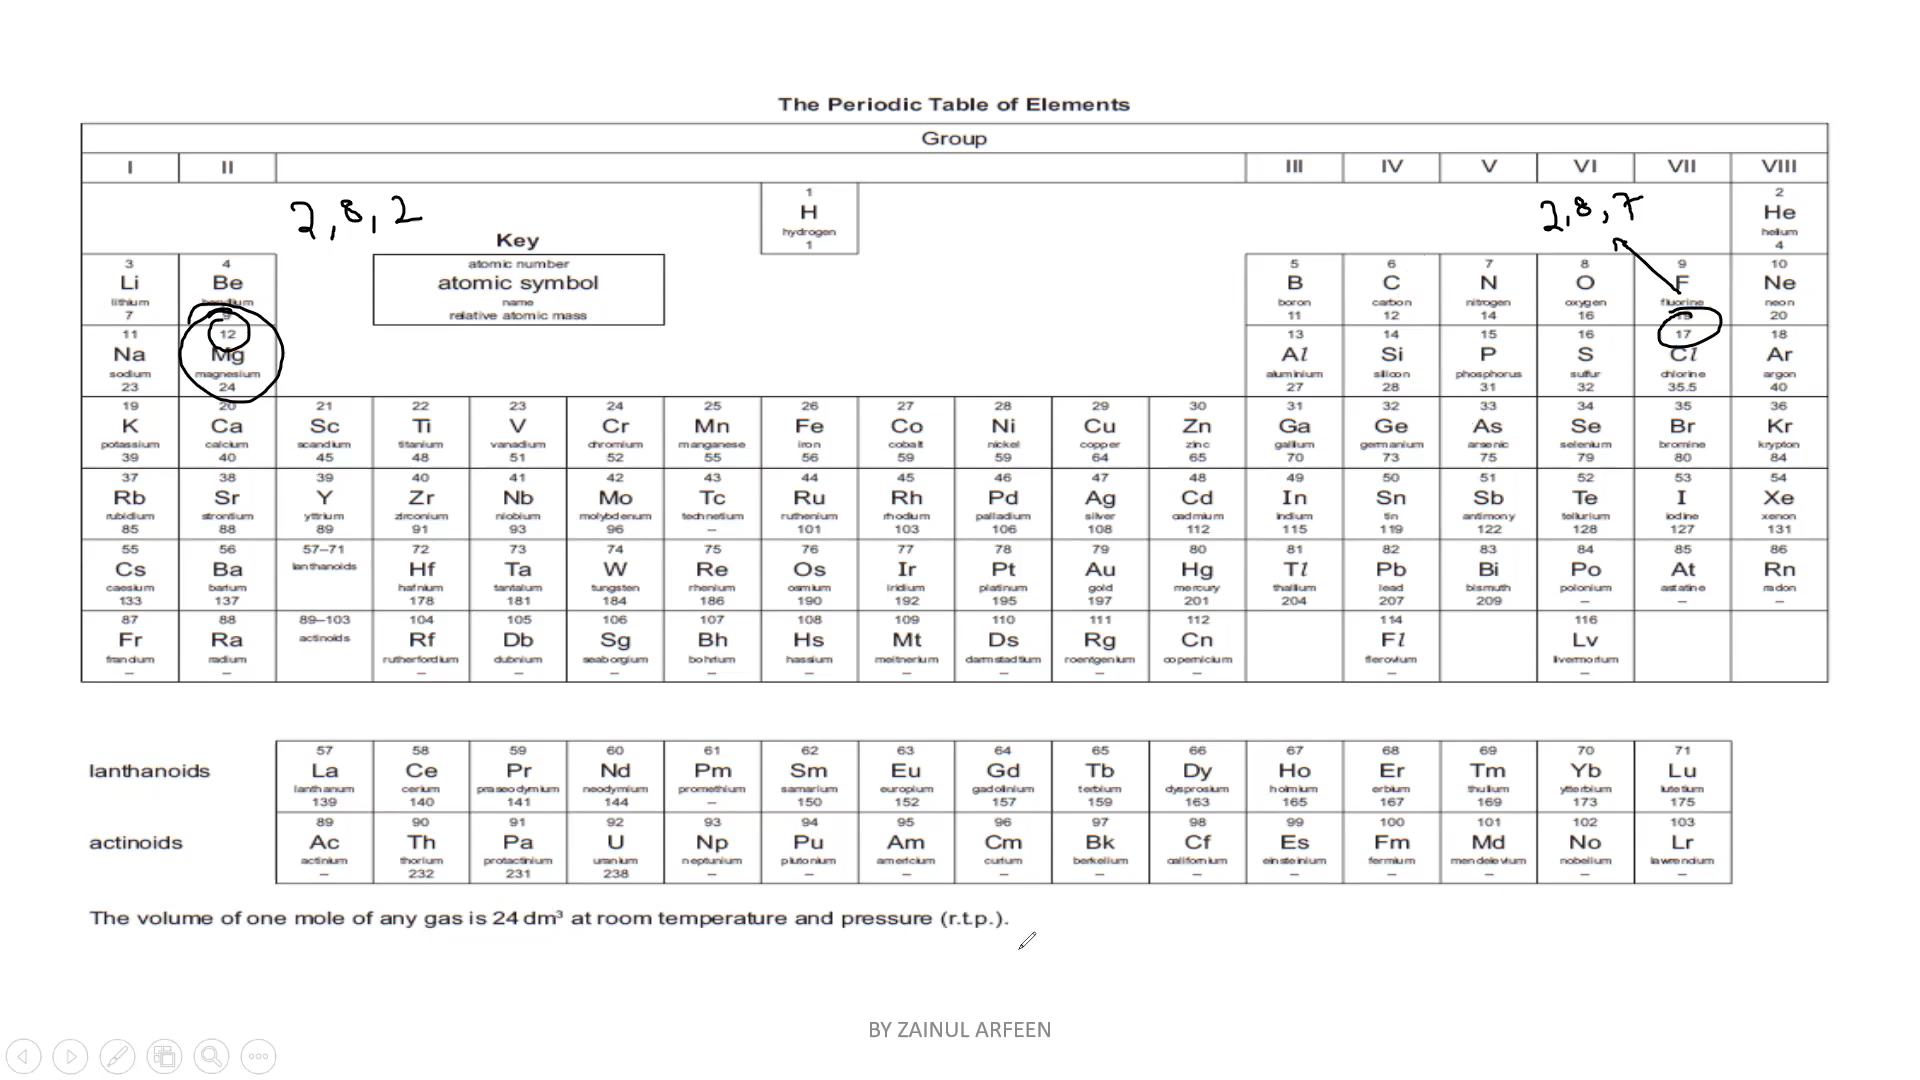 The Periodic Table of Elements
Group
I II III IV V VI VII VIII
2,8,2
2,8,7
1 2
H He
hydrogen helium
1 4
Key
atomic number
atomic symbol
name
relative atomic mass
3 4 5 6 7 8 9 10
Li Be B C N O F Ne
lithium beryllium boron carbon nitrogen oxygen fluorine neon
7 9 11 12 14 16 19 20
11 12 13 14 15 16 17 18
Na Mg Al Si P S Cl Ar
sodium magnesium aluminium silicon phosphorus sulfur chlorine argon
23 24 27 28 31 32 35.5 40
19 20 21 22 23 24 25 26 27 28 29 30 31 32 33 34 35 36
K Ca Sc Ti V Cr Mn Fe Co Ni Cu Zn Ga Ge As Se Br Kr
potassium calcium scandium titanium vanadium chromium manganese iron cobalt nickel copper zinc gallium germanium arsenic selenium bromine krypton
39 40 45 48 51 52 55 56 59 59 64 65 70 73 75 79 80 84
37 38 39 40 41 42 43 44 45 46 47 48 49 50 51 52 53 54
Rb Sr Y Zr Nb Mo Tc Ru Rh Pd Ag Cd In Sn Sb Te I Xe
rubidium strontium yttrium zirconium niobium molybdenum technetium ruthenium rhodium palladium silver cadmium indium tin antimony tellurium iodine xenon
85 88 89 91 93 96 – 101 103 106 108 112 115 119 122 128 127 131
55 56 57–71 72 73 74 75 76 77 78 79 80 81 82 83 84 85 86
Cs Ba lanthanoids Hf Ta W Re Os Ir Pt Au Hg Tl Pb Bi Po At Rn
caesium barium hafnium tantalum tungsten rhenium osmium iridium platinum gold mercury thallium lead bismuth polonium astatine radon
133 137 178 181 184 186 190 192 195 197 201 204 207 209 – – –
87 88 89–103 104 105 106 107 108 109 110 111 112 114 116
Fr Ra actinoids Rf Db Sg Bh Hs Mt Ds Rg Cn Fl Lv
francium radium rutherfordium dubnium seaborgium bohrium hassium meitnerium darmstadtium roentgenium copernicium flerovium livermorium
– – – – – – – – – – – – –
57 58 59 60 61 62 63 64 65 66 67 68 69 70 71
lanthanoids La Ce Pr Nd Pm Sm Eu Gd Tb Dy Ho Er Tm Yb Lu
lanthanum cerium praseodymium neodymium promethium samarium europium gadolinium terbium dysprosium holmium erbium thulium ytterbium lutetium
139 140 141 144 – 150 152 157 159 163 165 167 169 173 175
89 90 91 92 93 94 95 96 97 98 99 100 101 102 103
actinoids Ac Th Pa U Np Pu Am Cm Bk Cf Es Fm Md No Lr
actinium thorium protactinium uranium neptunium plutonium americium curium berkelium californium einsteinium fermium mendelevium nobelium lawrencium
– 232 231 238 – – – – – – – – – – –
The volume of one mole of any gas is 24 dm³ at room temperature and pressure (r.t.p.).
BY ZAINUL ARFEEN